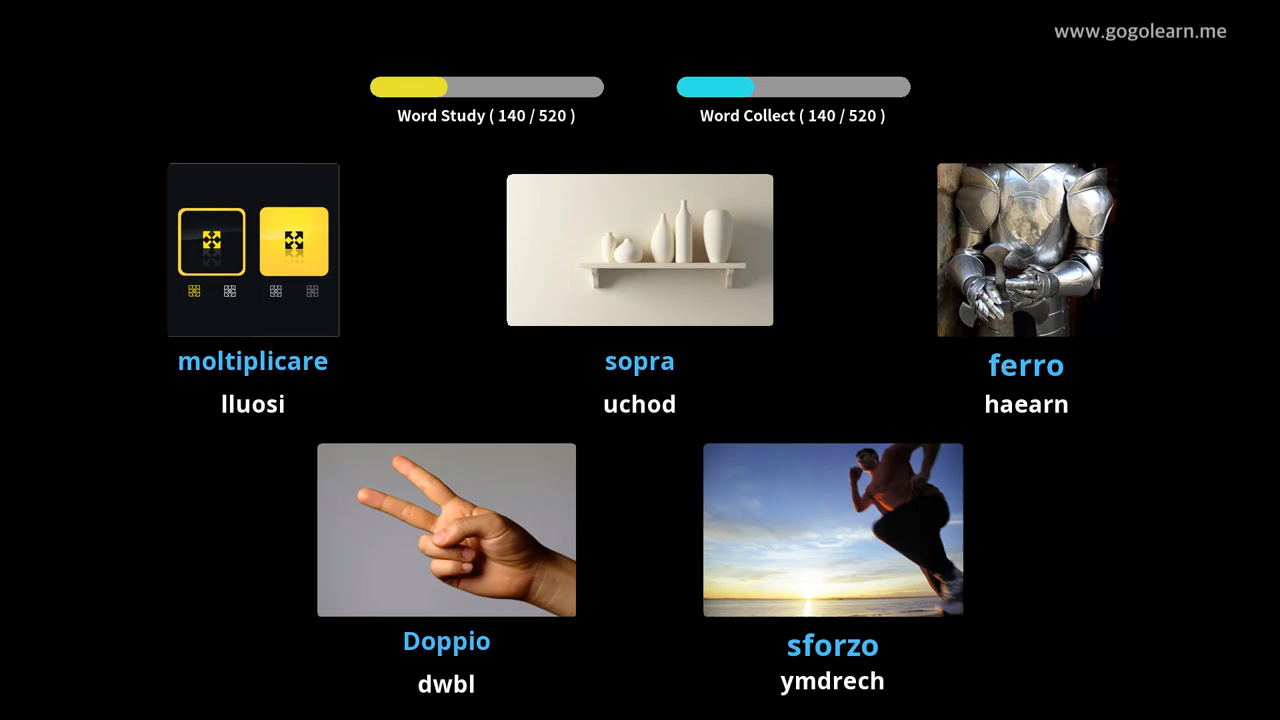 www.gogolearn.me
Word Study ( 140 / 520 )
Word Collect ( 140 / 520 )
moltiplicare
lluosi
sopra
uchod
ferro
haearn
Doppio
dwbl
sforzo
ymdrech